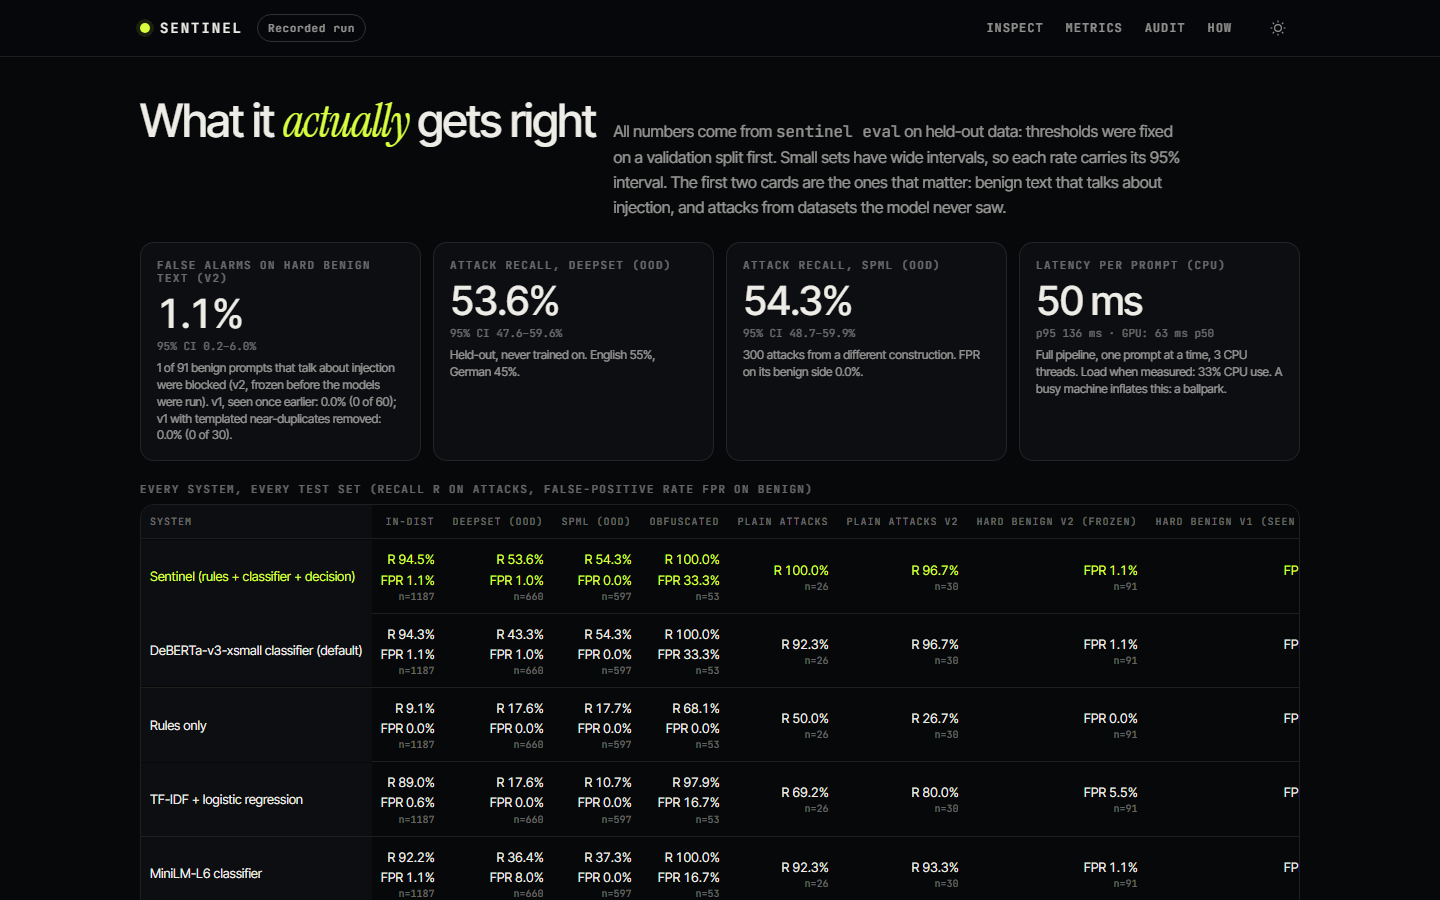 SENTINEL
Recorded run
INSPECT METRICS AUDIT HOW
What it actually gets right
All numbers come from sentinel eval on held-out data: thresholds were fixed
on a validation split first. Small sets have wide intervals, so each rate carries its 95%
interval. The first two cards are the ones that matter: benign text that talks about
injection, and attacks from datasets the model never saw.
FALSE ALARMS ON HARD BENIGN
TEXT (V2)
1.1%
95% CI 0.2–6.0%
1 of 91 benign prompts that talk about injection
were blocked (v2, frozen before the models
were run). v1, seen once earlier: 0.0% (0 of 60);
v1 with templated near-duplicates removed:
0.0% (0 of 30).
ATTACK RECALL, DEEPSET (OOD)
53.6%
95% CI 47.6–59.6%
Held-out, never trained on. English 55%,
German 45%.
ATTACK RECALL, SPML (OOD)
54.3%
95% CI 48.7–59.9%
300 attacks from a different construction. FPR
on its benign side 0.0%.
LATENCY PER PROMPT (CPU)
50 ms
p95 136 ms · GPU: 63 ms p50
Full pipeline, one prompt at a time, 3 CPU
threads. Load when measured: 33% CPU use. A
busy machine inflates this: a ballpark.
EVERY SYSTEM, EVERY TEST SET (RECALL R ON ATTACKS, FALSE-POSITIVE RATE FPR ON BENIGN)
SYSTEM IN-DIST DEEPSET (OOD) SPML (OOD) OBFUSCATED PLAIN ATTACKS PLAIN ATTACKS V2 HARD BENIGN V2 (FROZEN) HARD BENIGN V1 (SEEN
Sentinel (rules + classifier + decision)
R 94.5% R 53.6% R 54.3% R 100.0% R 100.0% R 96.7% FPR 1.1% FP
FPR 1.1% FPR 1.0% FPR 0.0% FPR 33.3%
n=1187 n=660 n=597 n=53 n=26 n=30 n=91
DeBERTa-v3-xsmall classifier (default)
R 94.3% R 43.3% R 54.3% R 100.0% R 92.3% R 96.7% FPR 1.1% FP
FPR 1.1% FPR 1.0% FPR 0.0% FPR 33.3%
n=1187 n=660 n=597 n=53 n=26 n=30 n=91
Rules only
R 9.1% R 17.6% R 17.7% R 68.1% R 50.0% R 26.7% FPR 0.0% FP
FPR 0.0% FPR 0.0% FPR 0.0% FPR 0.0%
n=1187 n=660 n=597 n=53 n=26 n=30 n=91
TF-IDF + logistic regression
R 89.0% R 17.6% R 10.7% R 97.9% R 69.2% R 80.0% FPR 5.5% FP
FPR 0.6% FPR 0.0% FPR 0.0% FPR 16.7%
n=1187 n=660 n=597 n=53 n=26 n=30 n=91
MiniLM-L6 classifier
R 92.2% R 36.4% R 37.3% R 100.0% R 92.3% R 93.3% FPR 1.1% FP
FPR 1.1% FPR 8.0% FPR 0.0% FPR 16.7%
n=1187 n=660 n=597 n=53 n=26 n=30 n=91